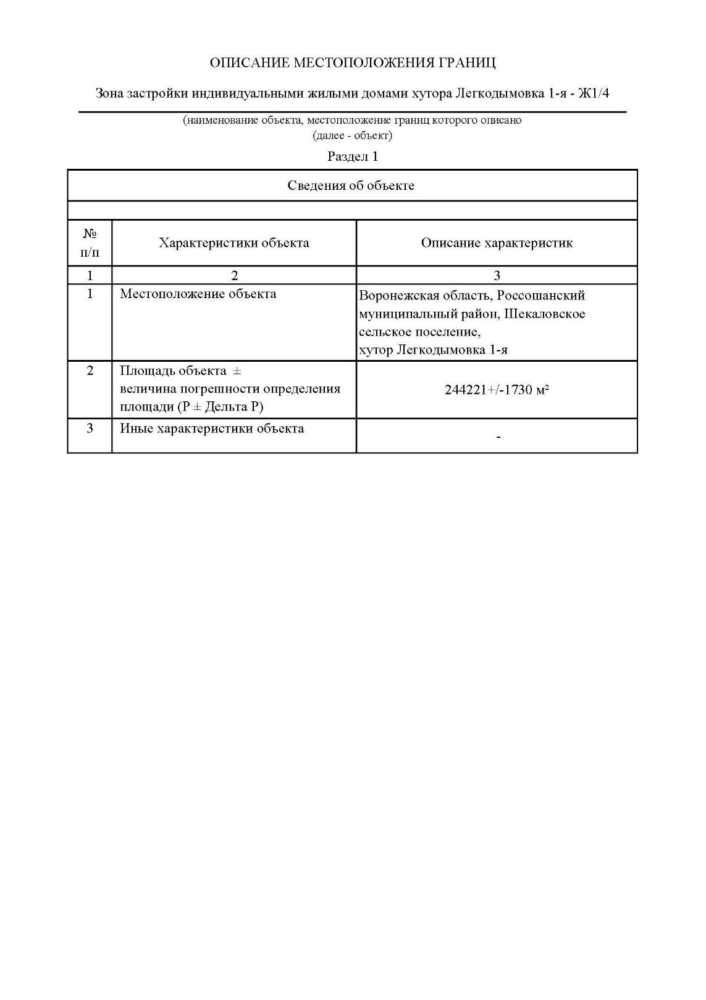 ОПИСАНИЕ МЕСТОПОЛОЖЕНИЯ ГРАНИЦ
Зона застройки индивидуальными жилыми домами хутора Легкодымовка 1-я - Ж1/4
(наименование объекта, местоположение границ которого описано
(далее - объект)
Раздел 1
Сведения об объекте
№
п/п
Характеристики объекта
Описание характеристик
1
2
3
1
Местоположение объекта
Воронежская область, Россошанский
муниципальный район, Шекаловское
сельское поселение,
хутор Легкодымовка 1-я
2
Площадь объекта ±
величина погрешности определения
площади (Р ± Дельта Р)
244221+/-1730 м²
3
Иные характеристики объекта
-